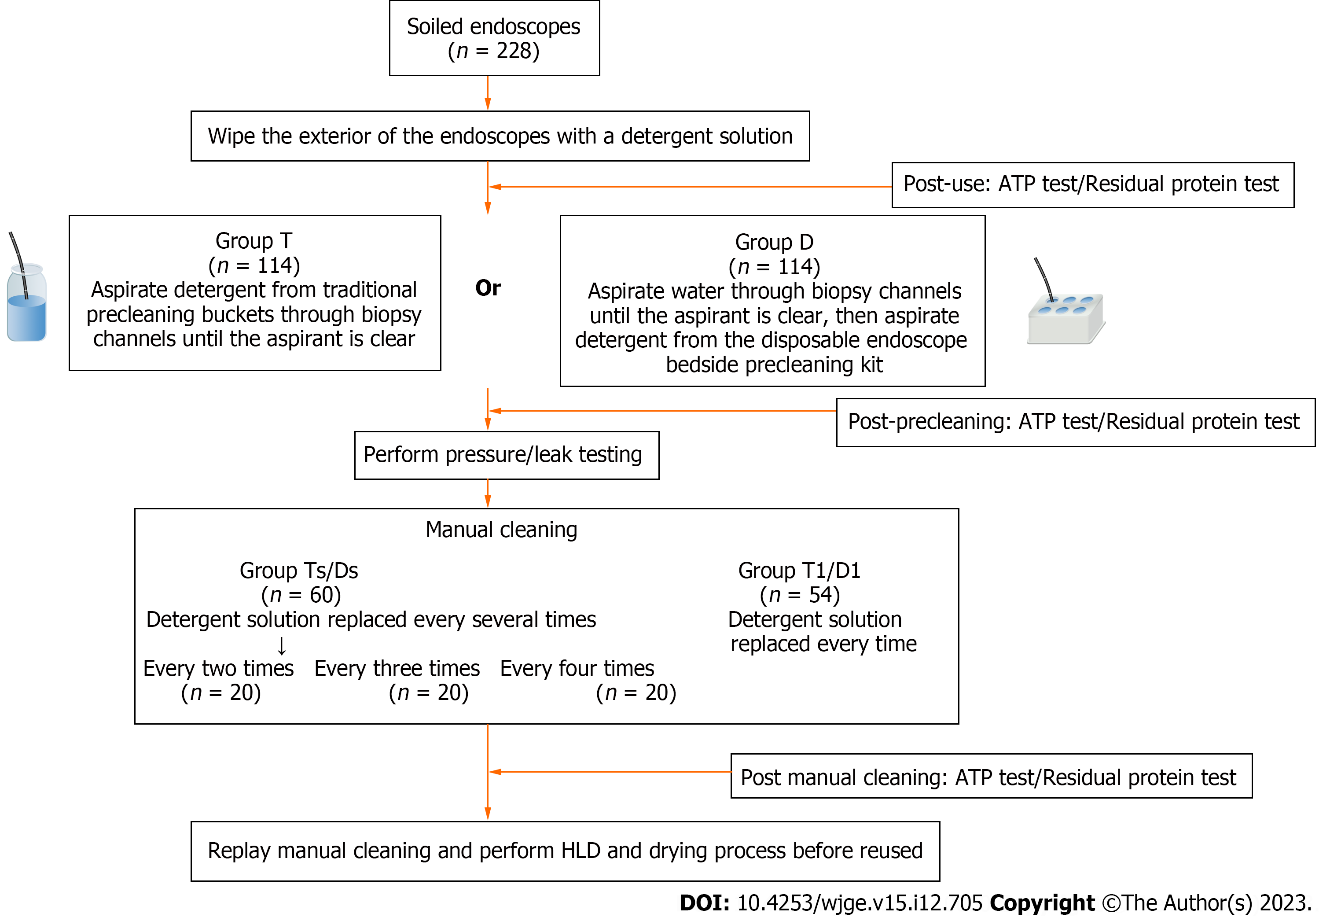 Soiled endoscopes
(n = 228)
Wipe the exterior of the endoscopes with a detergent solution
Post-use: ATP test/Residual protein test
Group T
(n = 114)
Aspirate detergent from traditional
precleaning buckets through biopsy
channels until the aspirant is clear
Or
Group D
(n = 114)
Aspirate water through biopsy channels
until the aspirant is clear, then aspirate
detergent from the disposable endoscope
bedside precleaning kit
Post-precleaning: ATP test/Residual protein test
Perform pressure/leak testing
Manual cleaning
Group Ts/Ds
(n = 60)
Detergent solution replaced every several times
↓
Every two times Every three times Every four times
(n = 20) (n = 20) (n = 20)
Group T1/D1
(n = 54)
Detergent solution
replaced every time
Post manual cleaning: ATP test/Residual protein test
Replay manual cleaning and perform HLD and drying process before reused
DOI: 10.4253/wjge.v15.i12.705 Copyright ©The Author(s) 2023.